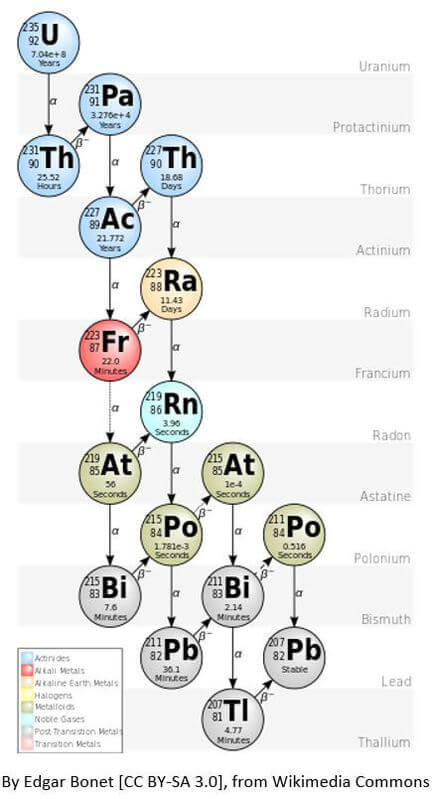 235
92 U
7.04e+8
Years
Uranium
α
231
91 Pa
3.276e+4
Years
Protactinium
β⁻
231
90 Th
25.52
Hours
α
227
90 Th
18.68
Days
Thorium
β⁻
227
89 Ac
21.772
Years
α
Actinium
α
223
88 Ra
11.43
Days
Radium
β⁻
223
87 Fr
22.0
Minutes
α
Francium
α
219
86 Rn
3.96
Seconds
Radon
β⁻
219
85 At
56
Seconds
α
215
85 At
1e-4
Seconds
Astatine
β⁻
α
215
84 Po
1.781e-3
Seconds
α
211
84 Po
0.516
Seconds
Polonium
β⁻
215
83 Bi
7.6
Minutes
α
211
83 Bi
2.14
Minutes
β⁻
α
Bismuth
β⁻
211
82 Pb
36.1
Minutes
α
207
82 Pb
Stable
Lead
β⁻
207
81 Tl
4.77
Minutes
Thallium
Actinides
Alkali Metals
Alkaline Earth Metals
Halogens
Metalloids
Noble Gases
Post Transistion Metals
Transition Metals
By Edgar Bonet [CC BY-SA 3.0], from Wikimedia Commons